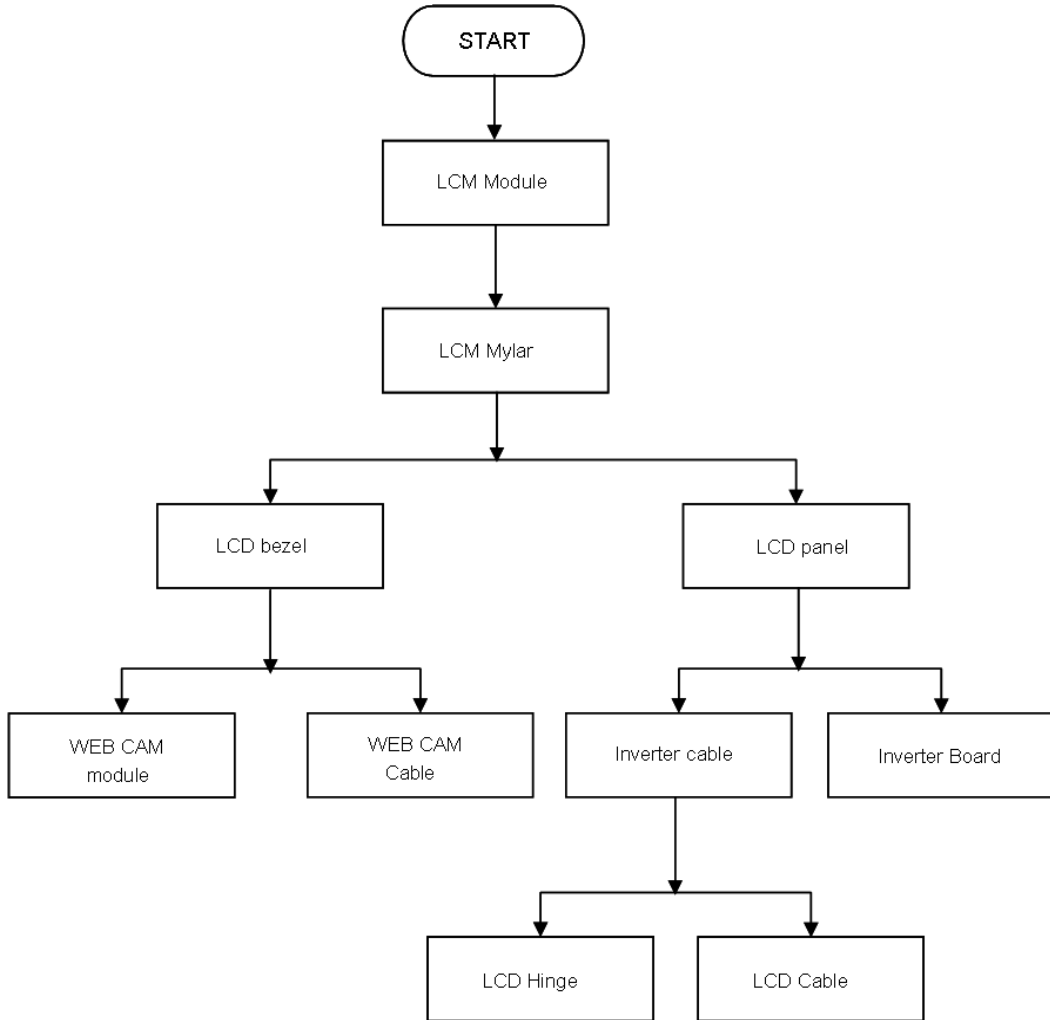 START
LCM Module
LCM Mylar
LCD bezel
LCD panel
WEB CAM
module
WEB CAM
Cable
Inverter cable
Inverter Board
LCD Hinge
LCD Cable